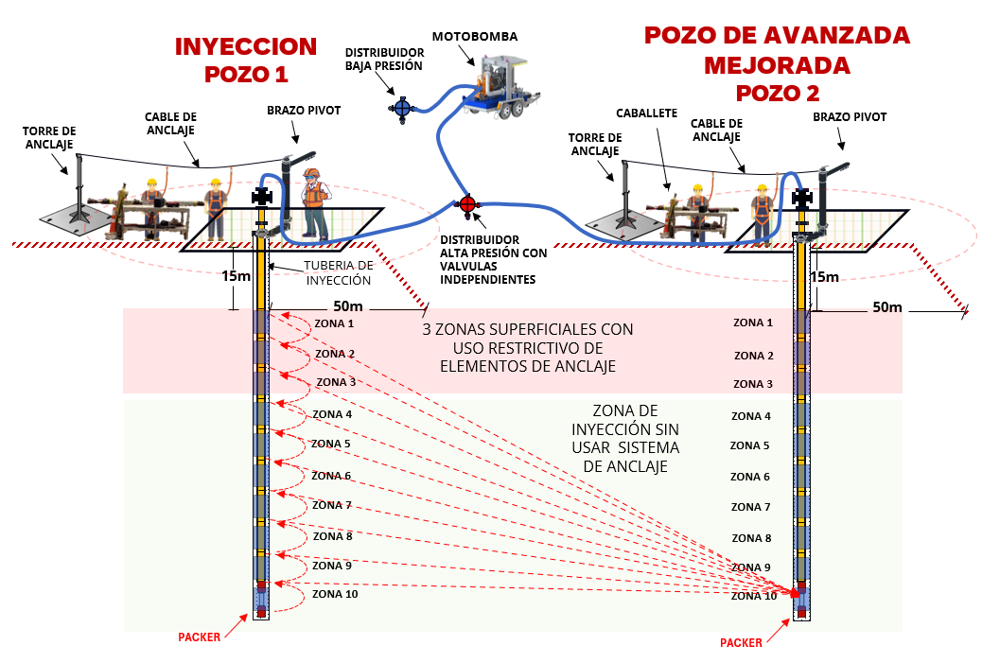 INYECCION
POZO 1
DISTRIBUIDOR
BAJA PRESIÓN
MOTOBOMBA
POZO DE AVANZADA
MEJORADA
POZO 2
TORRE DE
ANCLAJE
CABLE DE
ANCLAJE
BRAZO PIVOT
TORRE DE
ANCLAJE
CABALLETE
CABLE DE
ANCLAJE
BRAZO PIVOT
DISTRIBUIDOR
ALTA PRESIÓN CON
VALVULAS
INDEPENDIENTES
TUBERIA DE
INYECCIÓN
15m
50m
15m
50m
3 ZONAS SUPERFICIALES CON
USO RESTRICTIVO DE
ELEMENTOS DE ANCLAJE
ZONA DE
INYECCIÓN SIN
USAR SISTEMA
DE ANCLAJE
ZONA 1
ZONA 2
ZONA 3
ZONA 4
ZONA 5
ZONA 6
ZONA 7
ZONA 8
ZONA 9
ZONA 10
PACKER
ZONA 1
ZONA 2
ZONA 3
ZONA 4
ZONA 5
ZONA 6
ZONA 7
ZONA 8
ZONA 9
ZONA 10
PACKER